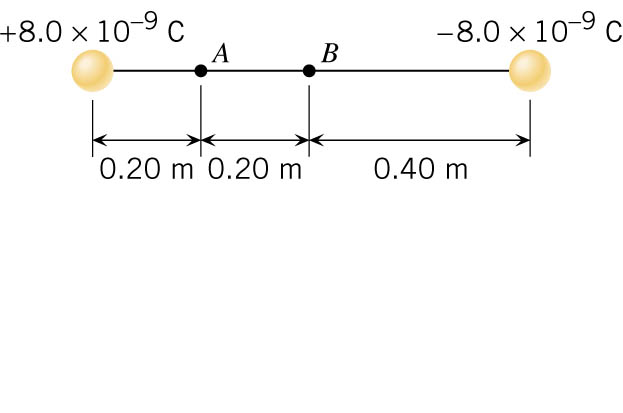 +8.0 × 10⁻⁹ C −8.0 × 10⁻⁹ C
A B
0.20 m 0.20 m 0.40 m